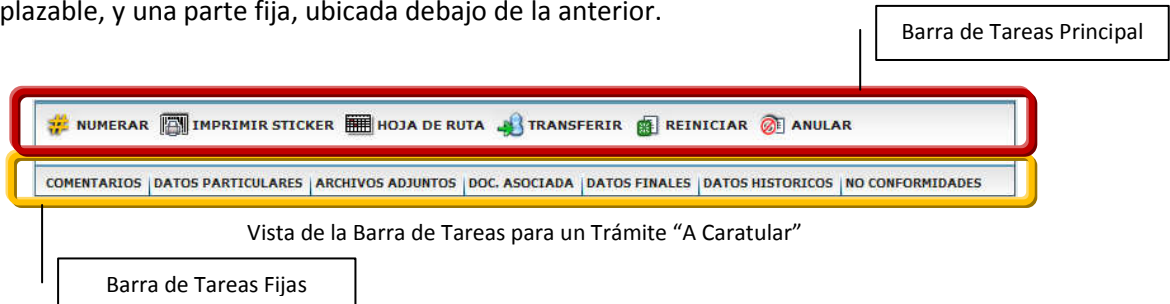 plazable, y una parte fija, ubicada debajo de la anterior.
Barra de Tareas Principal
NUMERAR IMPRIMIR STICKER HOJA DE RUTA TRANSFERIR REINICIAR ANULAR
COMENTARIOS DATOS PARTICULARES ARCHIVOS ADJUNTOS DOC. ASOCIADA DATOS FINALES DATOS HISTORICOS NO CONFORMIDADES
Vista de la Barra de Tareas para un Trámite “A Caratular”
Barra de Tareas Fijas